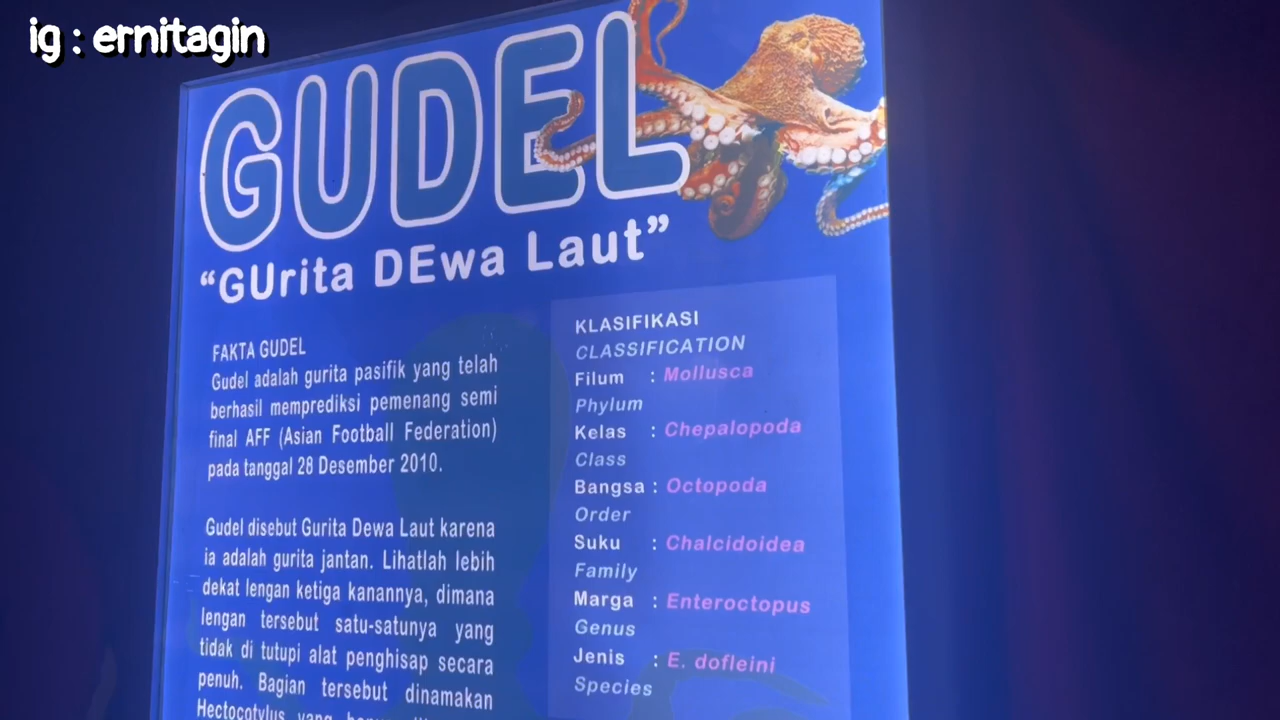 ig : ernitagin
GUDEL
“GUrita DEwa Laut”
FAKTA GUDEL
Gudel adalah gurita pasifik yang telah
berhasil memprediksi pemenang semi
final AFF (Asian Football Federation)
pada tanggal 28 Desember 2010.
Gudel disebut Gurita Dewa Laut karena
ia adalah gurita jantan. Lihatlah lebih
dekat lengan ketiga kanannya, dimana
lengan tersebut satu-satunya yang
tidak di tutupi alat penghisap secara
penuh. Bagian tersebut dinamakan
Hectocotylus yang
KLASIFIKASI
CLASSIFICATION
Filum : Mollusca
Phylum
Kelas : Chepalopoda
Class
Bangsa : Octopoda
Order
Suku : Chalcidoidea
Family
Marga : Enteroctopus
Genus
Jenis : E. dofleini
Species